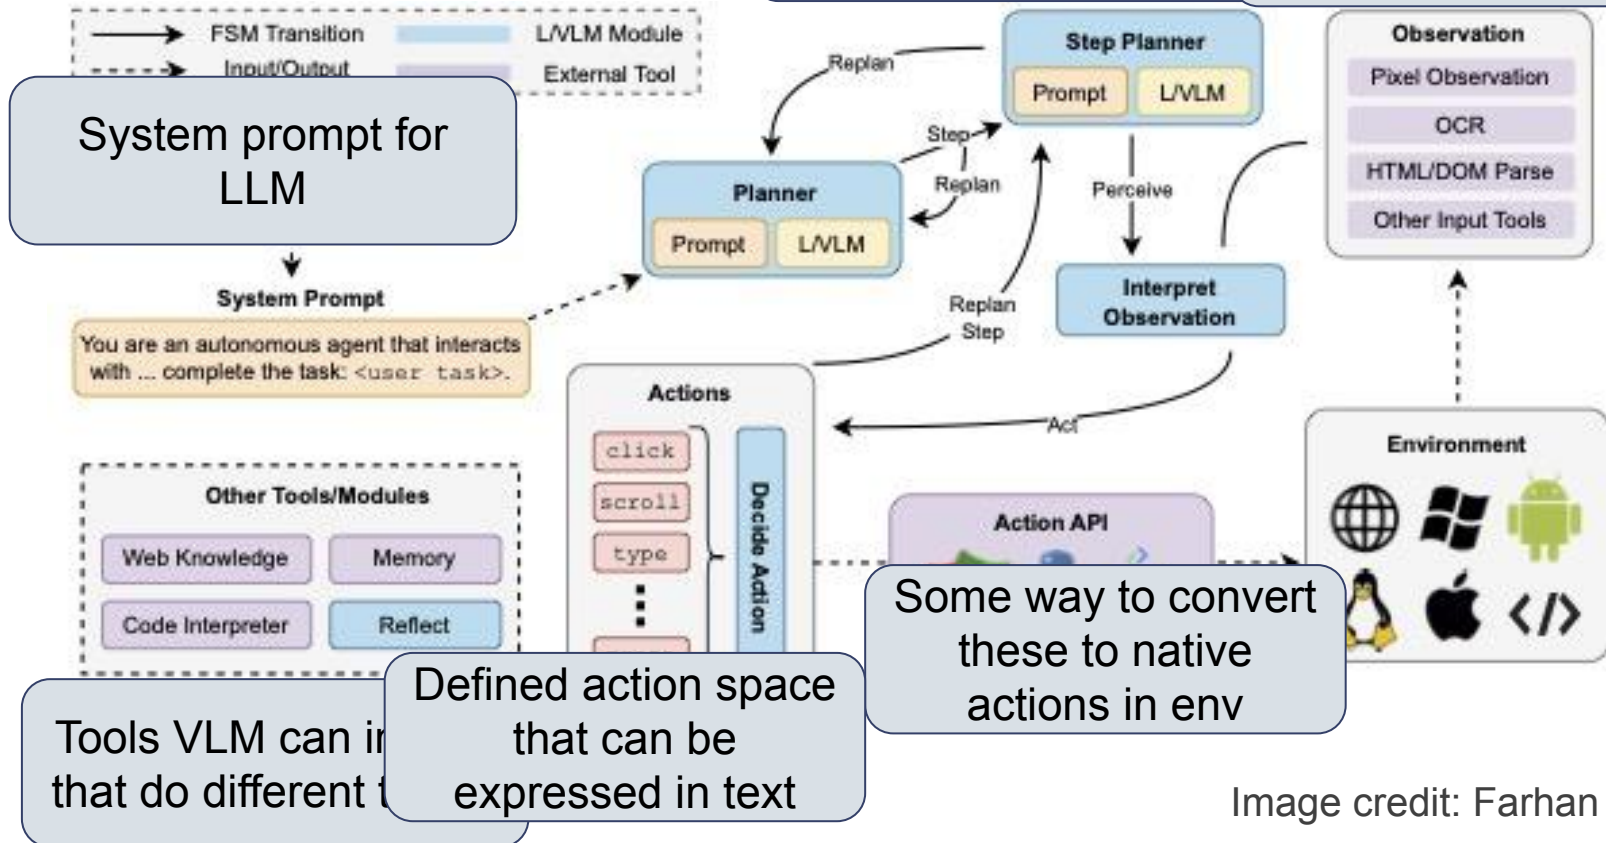 FSM Transition
L/VLM Module
Input/Output
External Tool
System prompt for
LLM
System Prompt
You are an autonomous agent that interacts
with ... complete the task: <user task>.
Replan
Step Planner
Prompt
L/VLM
Step
Replan
Planner
Prompt
L/VLM
Perceive
Interpret
Observation
Replan
Step
Act
Observation
Pixel Observation
OCR
HTML/DOM Parse
Other Input Tools
Actions
click
scroll
type
Decide Action
Action API
Environment
</>
Other Tools/Modules
Web Knowledge
Memory
Code Interpreter
Reflect
Some way to convert
these to native
actions in env
Defined action space
that can be
expressed in text
Tools VLM can
that do different
Image credit: Farhan